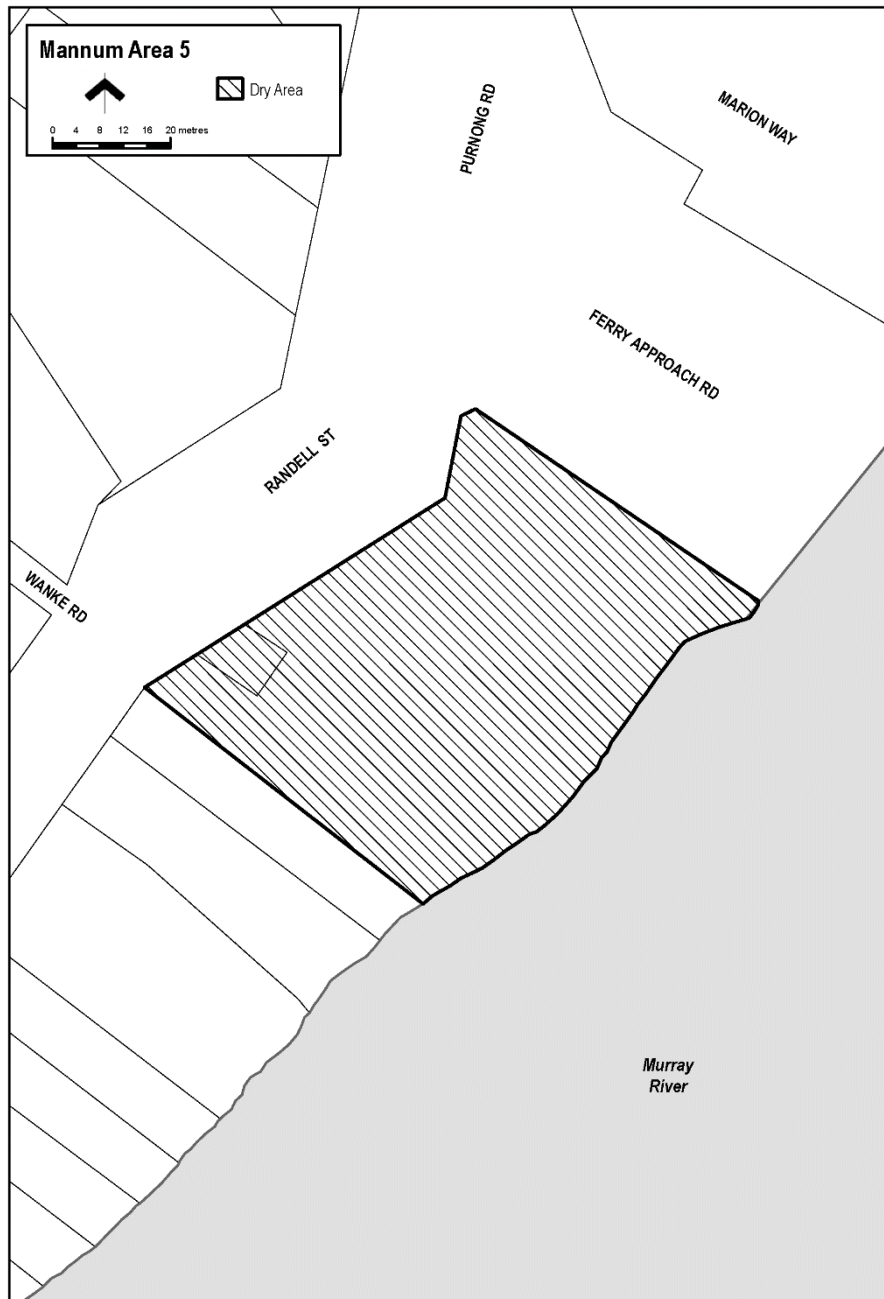 Mannum Area 5
Dry Area
0 4 8 12 16 20 metres
PURNONG RD
MARION WAY
FERRY APPROACH RD
RANDELL ST
WANKE RD
Murray
River